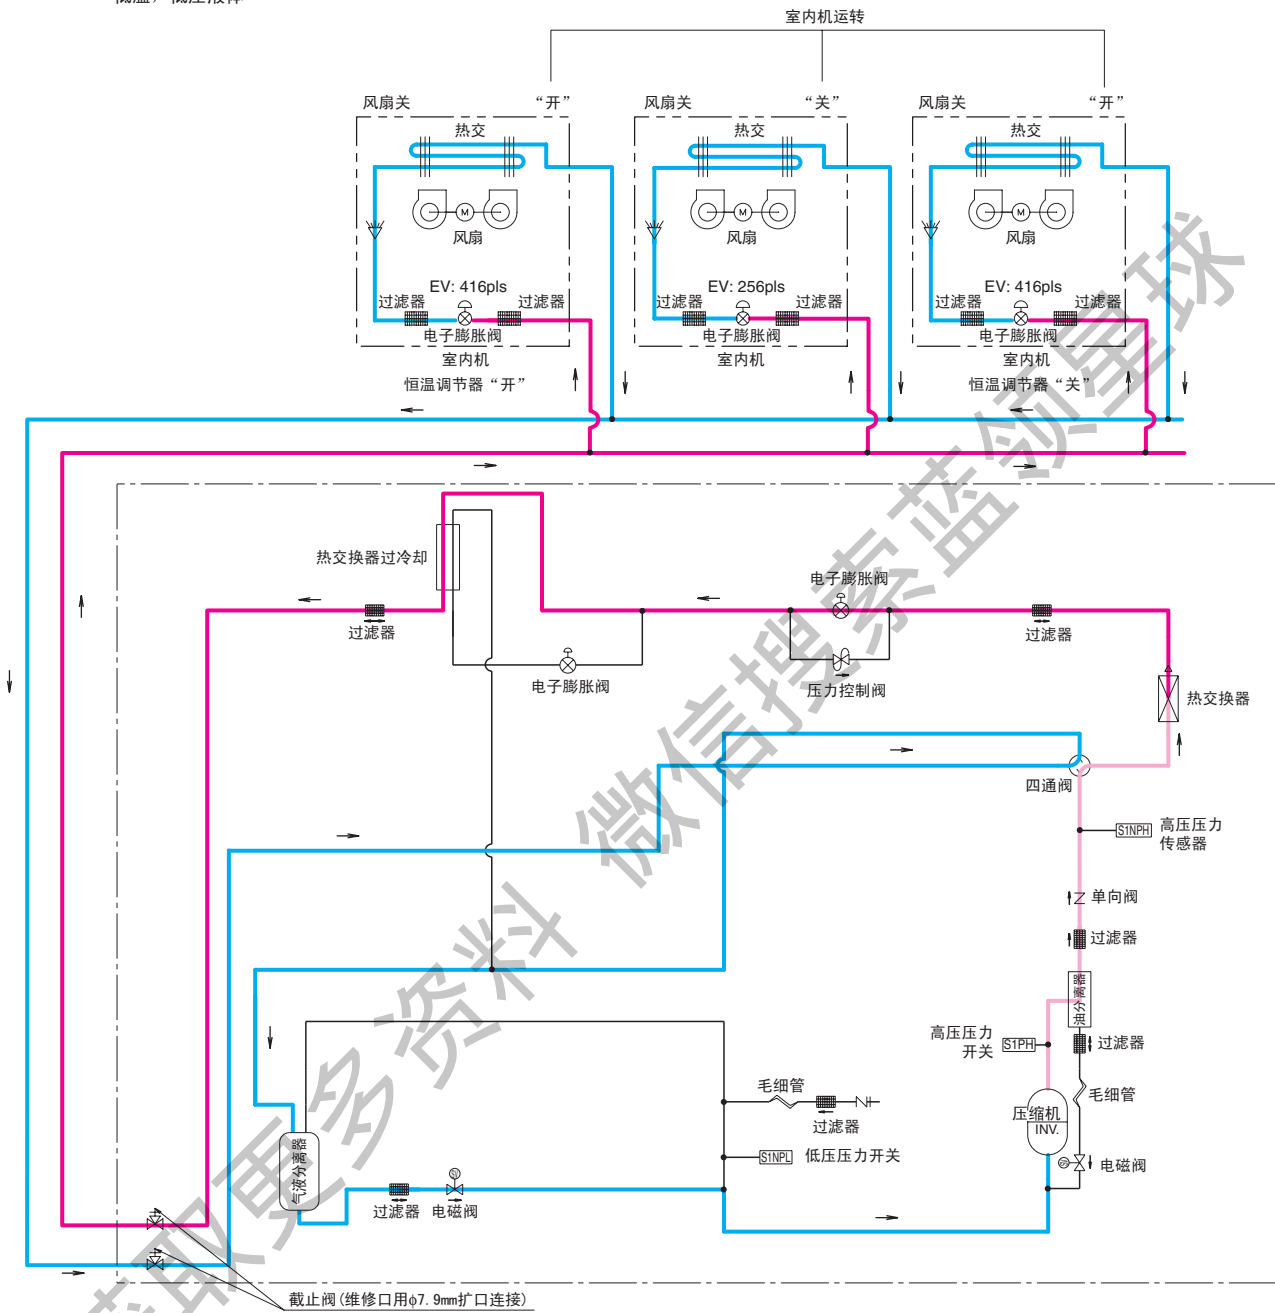 室内机运转
风扇关 “开” 风扇关 “关” 风扇关 “开”
热交 热交 热交
M M M
风扇 风扇 风扇
EV: 416pls EV: 256pls EV: 416pls
过滤器 过滤器 过滤器 过滤器 过滤器 过滤器
电子膨胀阀 电子膨胀阀 电子膨胀阀
室内机 室内机 室内机
恒温调节器“开” 恒温调节器“关”
热交换器过冷却
电子膨胀阀
过滤器 过滤器
电子膨胀阀 压力控制阀
热交换器
四通阀
S1NPH 高压压力
传感器
单向阀
过滤器
油分离器
高压压力
开关 S1PH
过滤器
毛细管 毛细管
过滤器
压缩机
INV.
S1NPL 低压压力开关
电磁阀
气液分离器
过滤器 电磁阀
截止阀(维修口用φ7.9mm扩口连接)
获取更多资料 微信搜索蓝领星球